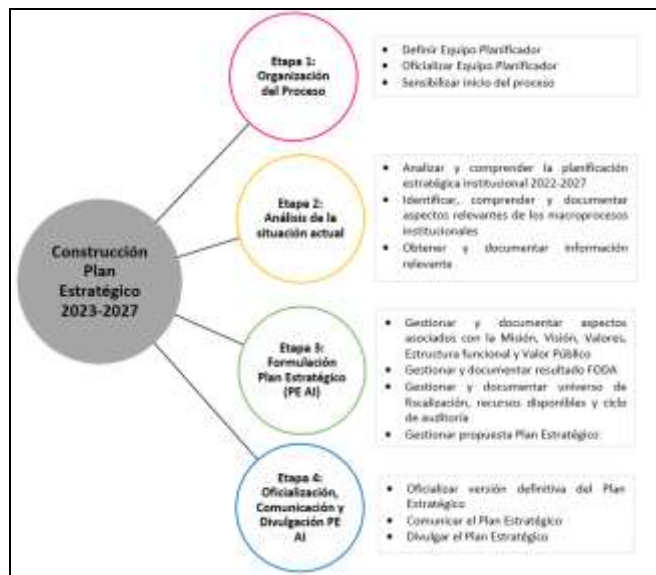 Construcción
Plan
Estratégico
2023-2027
Etapa 1:
Organización
del Proceso
• Definir Equipo Planificador
• Oficializar Equipo Planificador
• Sensibilizar inicio del proceso
Etapa 2:
Análisis de la
situación actual
• Analizar y comprender la planificación
estratégica institucional 2022-2027
• Identificar, comprender y documentar
aspectos relevantes de los macroprocesos
institucionales
• Obtener y documentar información
relevante
Etapa 3:
Formulación
Plan Estratégico
(PE AI)
• Gestionar y documentar aspectos
asociados con la Misión, Visión, Valores,
Estructura funcional y Valor Público
• Gestionar y documentar resultado FODA
• Gestionar y documentar universo de
fiscalización, recursos disponibles y ciclo
de auditoría
• Gestionar propuesta Plan Estratégico
Etapa 4:
Oficialización,
Comunicación y
Divulgación PE
AI
• Oficializar versión definitiva del Plan
Estratégico
• Comunicar el Plan Estratégico
• Divulgar el Plan Estratégico